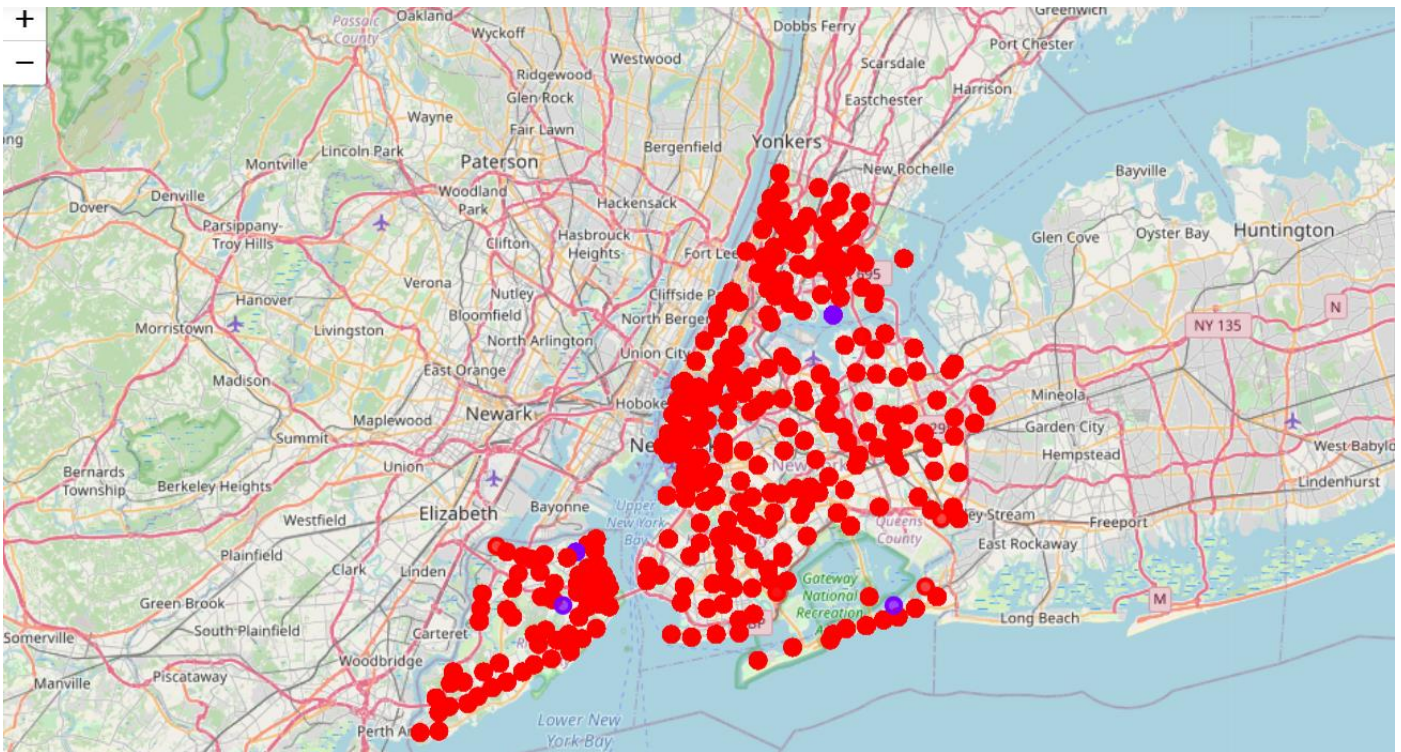 +
−
Oakland
Passaic
County
Wyckoff
Dobbs Ferry
Greenwich
Port Chester
Westwood
Scarsdale
Ridgewood
Glen Rock
Harrison
Eastchester
Wayne
Fair Lawn
Yonkers
Lincoln Park
Bergenfield
Montville
Paterson
New Rochelle
Bayville
Denville
Woodland
Park
Dover
Hackensack
Parsippany-
Troy Hills
Hasbrouck
Heights
Clifton
Fort Lee
Glen Cove
Oyster Bay
Huntington
Verona
Nutley
Cliffside
Hanover
Bloomfield
North Bergen
N
NY 135
Morristown
Livingston
North Arlington
Union City
East Orange
Madison
Mineola
Newark
Hoboken
Maplewood
Garden City
Summit
Ne
West Babylo
Union
New York
Hempstead
Bernards
Township
Berkeley Heights
Lindenhurst
Bayonne
Upper
New York
Bay
Elizabeth
Westfield
Queens
County
ey Stream
Freeport
Plainfield
East Rockaway
Clark
Linden
Gateway
National
Recreation
Green Brook
M
Long Beach
South Plainfield
Carteret
Somerville
Woodbridge
Manville
Piscataway
Lower New
York Bay
Perth A